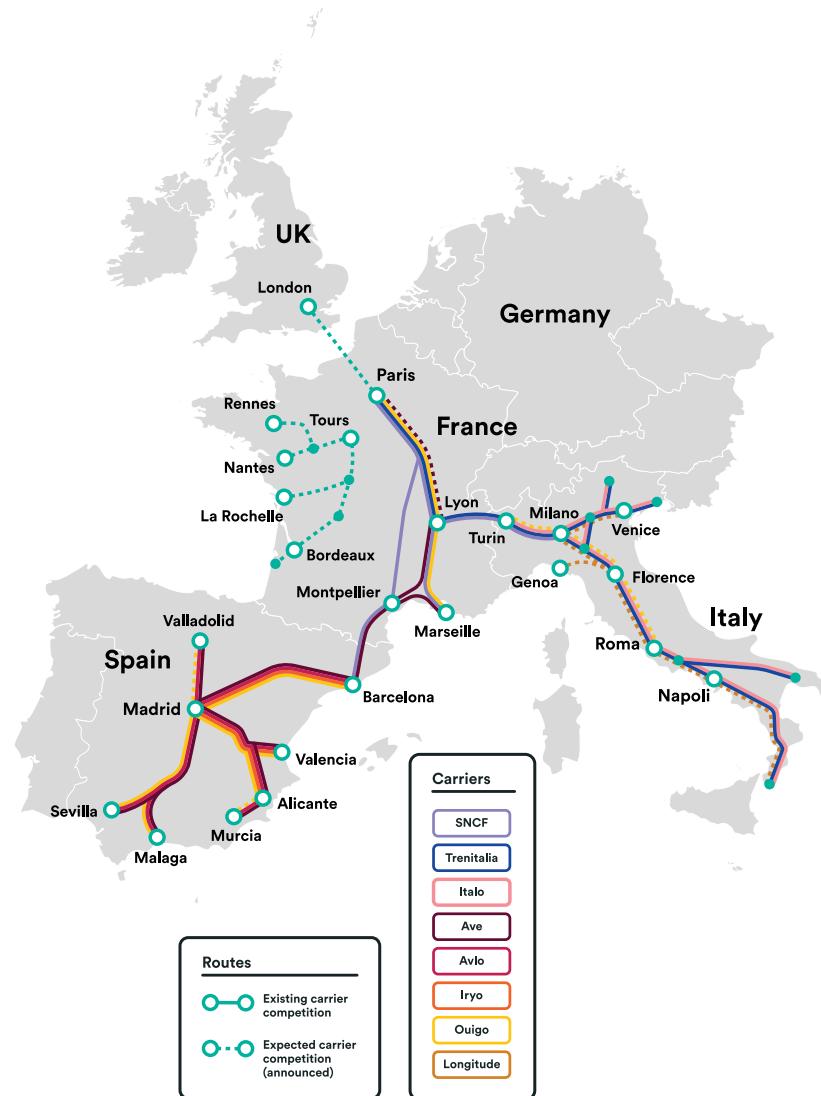 UK
London
Germany
Paris
Rennes
Tours
France
Nantes
Lyon
Milano
La Rochelle
Turin
Venice
Bordeaux
Genoa
Florence
Montpellier
Valladolid
Marseille
Italy
Roma
Spain
Napoli
Barcelona
Madrid
Valencia
Alicante
Sevilla
Murcia
Malaga
Carriers
SNCF
Trenitalia
Italo
Ave
Avlo
Iryo
Ouigo
Longitude
Routes
Existing carrier
competition
Expected carrier
competition
(announced)